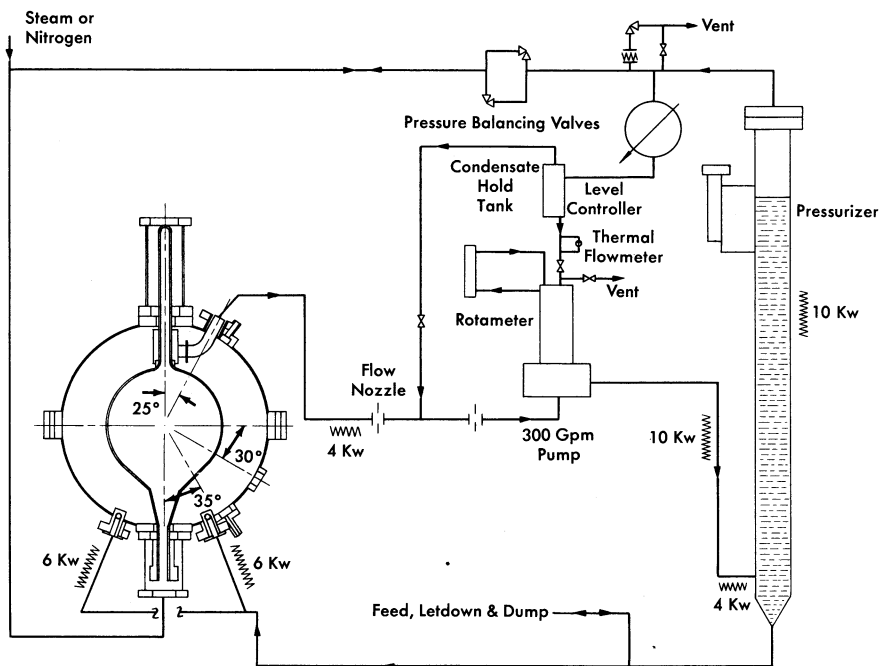 Steam or
Nitrogen
Vent
Pressure Balancing Valves
Condensate
Hold
Tank
Level
Controller
Pressurizer
Thermal
Flowmeter
Vent
10 Kw
Rotameter
Flow
Nozzle
25°
30°
4 Kw
300 Gpm
Pump
10 Kw
35°
6 Kw
6 Kw
4 Kw
Feed, Letdown & Dump